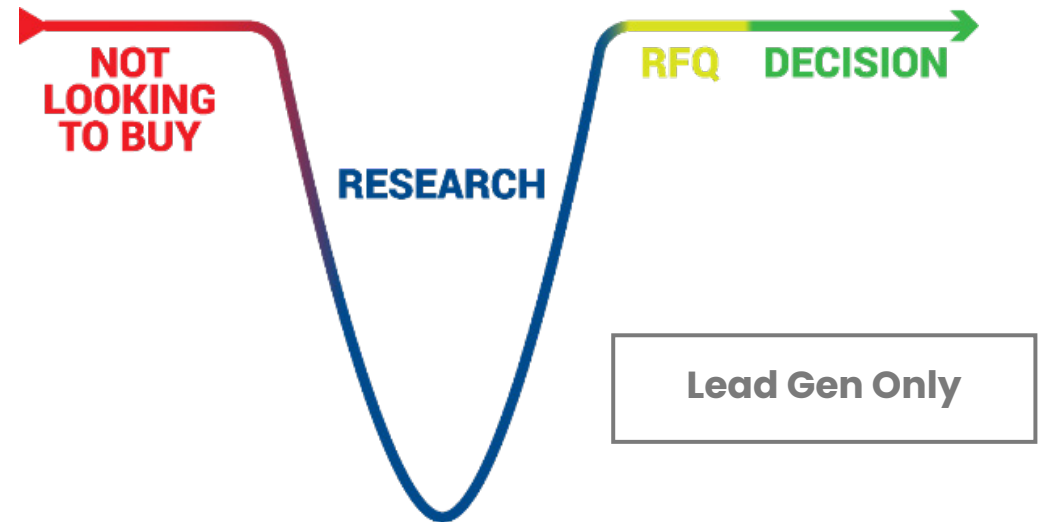 NOT
LOOKING
TO BUY
RESEARCH
RFQ
DECISION
Lead Gen Only